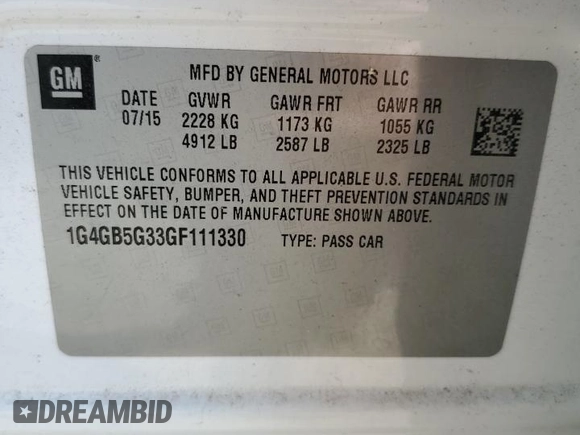 GM
MFD BY GENERAL MOTORS LLC
DATE GVWR GAWR FRT GAWR RR
07/15 2228 KG 1173 KG 1055 KG
4912 LB 2587 LB 2325 LB
THIS VEHICLE CONFORMS TO ALL APPLICABLE U.S. FEDERAL MOTOR
VEHICLE SAFETY, BUMPER, AND THEFT PREVENTION STANDARDS IN
EFFECT ON THE DATE OF MANUFACTURE SHOWN ABOVE.
1G4GB5G33GF111330 TYPE: PASS CAR
DREAMBID